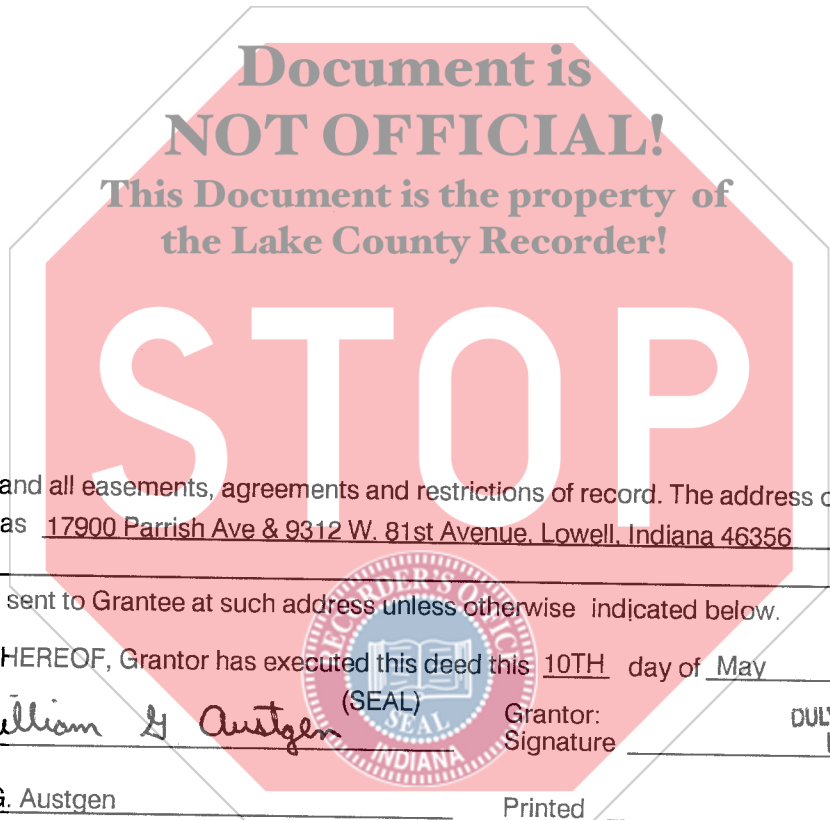 Document is
NOT OFFICIAL!
This Document is the property of
the Lake County Recorder!
STOP
and all easements, agreements and restrictions of record. The address
as 17900 Parrish Ave & 9312 W. 81st Avenue, Lowell, Indiana 46356
sent to Grantee at such address unless otherwise indicated below.
HEREOF, Grantor has executed this deed this 10TH day of May
(SEAL)
illiam G Austgen
Grantor:
Signature
DUL
G. Austgen
Printed
RECORDER'S OFFICE
SEAL
INDIANA